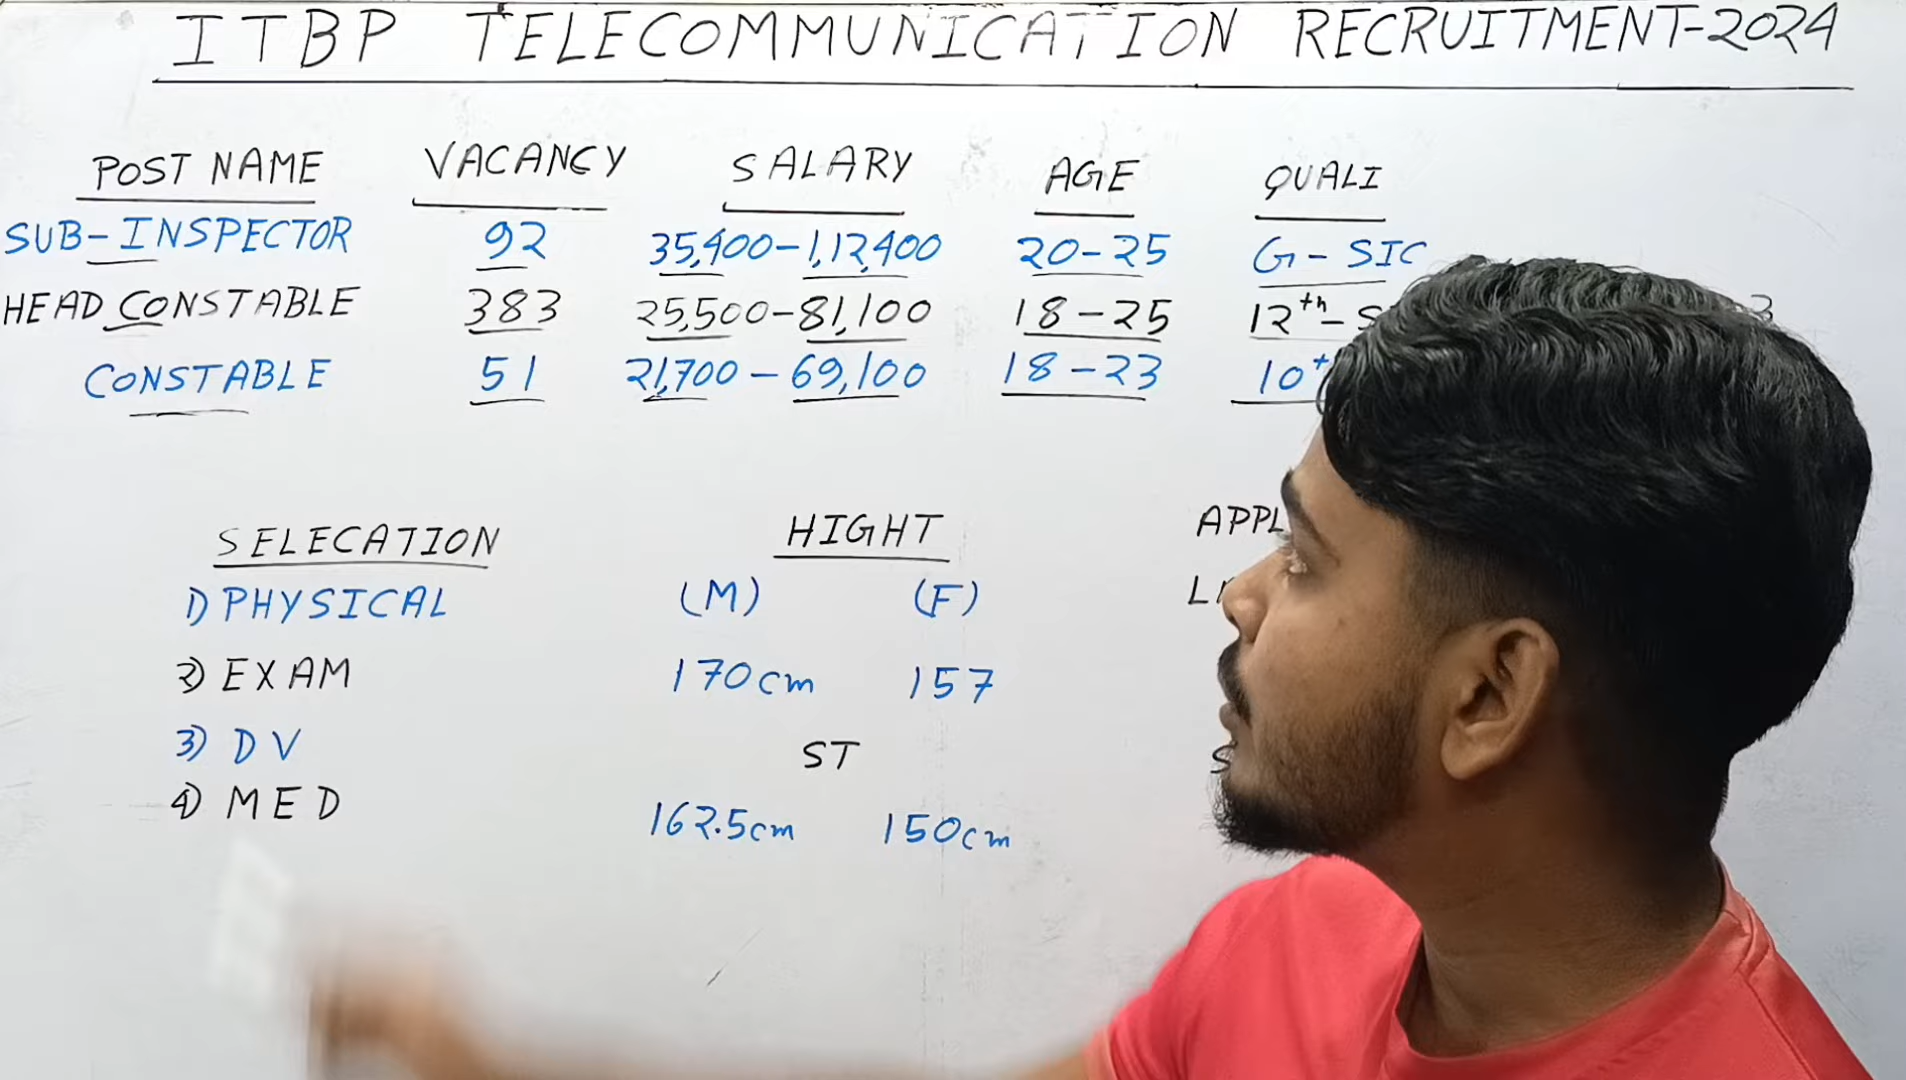 ITBP TELECOMMUNICATION RECRUITMENT-2024
POST NAME VACANCY SALARY AGE QUALI
SUB-INSPECTOR 92 35,400-1,12,400 20-25 G-SIC
HEAD CONSTABLE 383 25,500-81,100 18-25 12th-
CONSTABLE 51 21,700-69,100 18-23
SELECATION HIGHT
1) PHYSICAL (M) (F)
2) EXAM 170cm 157
3) DV ST
4) MED 162.5cm 150cm